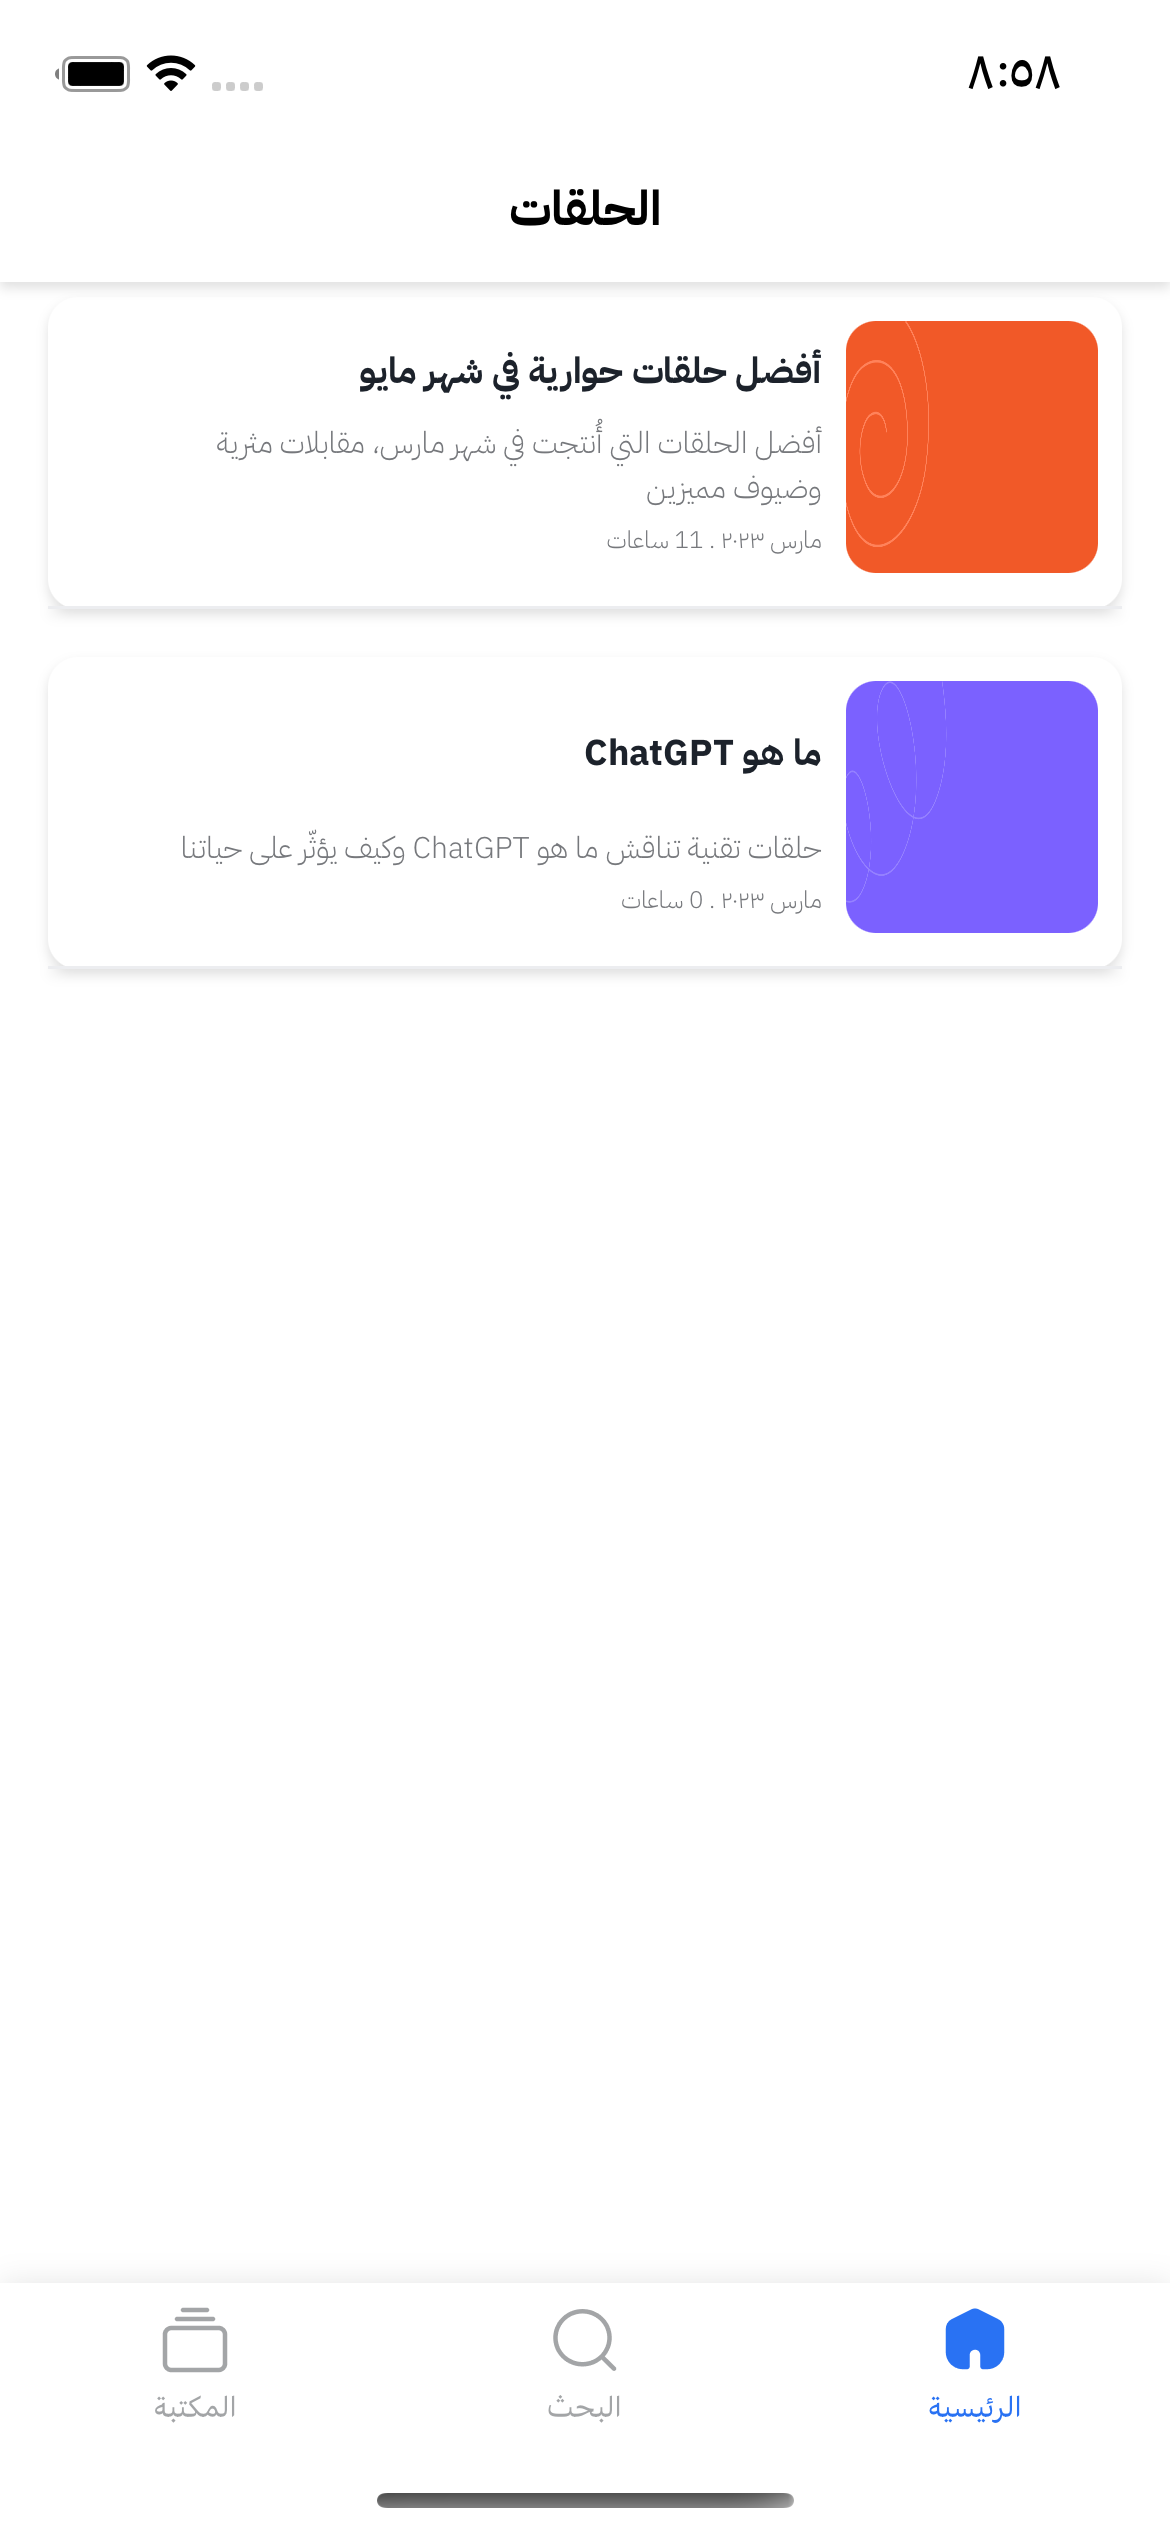 ٨:٥٨
الحلقات
أفضل حلقات حوارية في شهر مايو
أفضل الحلقات التي أُنتجت في شهر مارس، مقابلات مثرية
وضيوف مميزين
مارس ٢٠٢٣ . 11 ساعات
ما هو ChatGPT
حلقات تقنية تناقش ما هو ChatGPT وكيف يؤثّر على حياتنا
مارس ٢٠٢٣ . 0 ساعات
الرئيسية
البحث
المكتبة